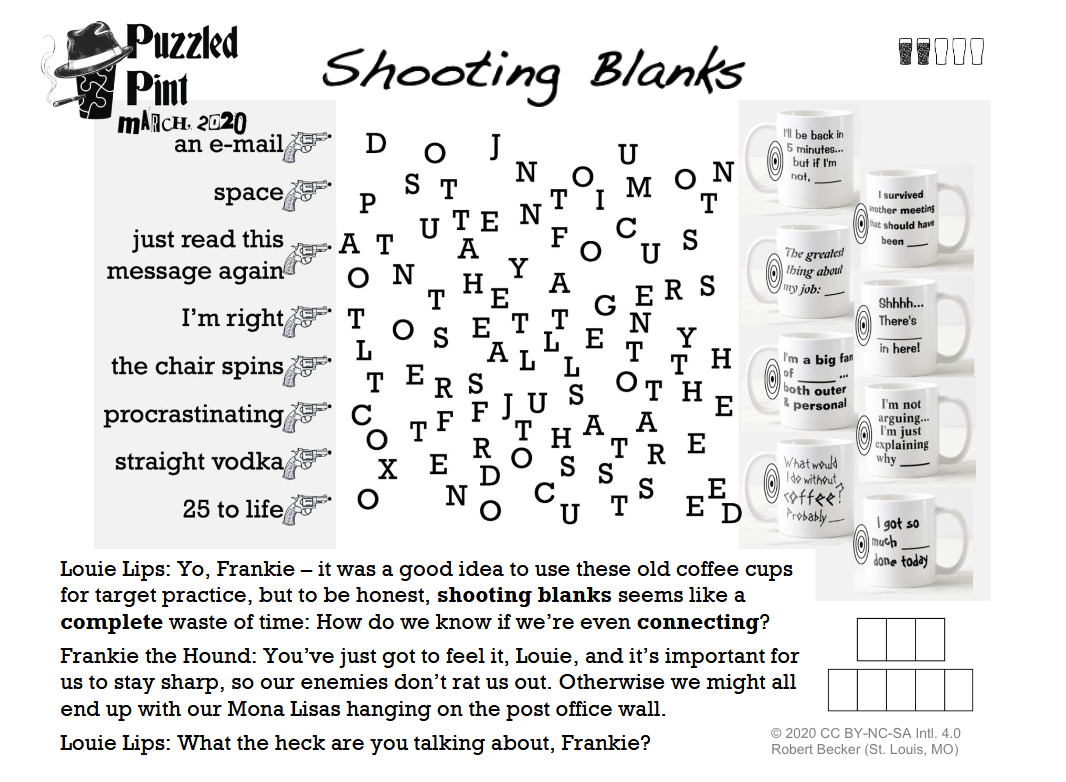 Puzzled
Pint
MARCH, 2020
Shooting Blanks
an e-mail
space
just read this
message again
I'm right
the chair spins
procrastinating
straight vodka
25 to life
D O J U
S T N O M O N
P T I T
U T E N C
A T A F O U S
O N Y
T H E A G E R S
T O S E T T L E N Y
L A L L T T H
T E R S S O T H E
C F F J U E
O T T H A T A
R R E
X E D O S S
O N O C U T S E E D
I'll be back in
5 minutes...
but if I'm
not, ____
I survived
another meeting
that should have
been ____
The greatest
thing about
my job: ___
Shhhh...
There's
_______
in here!
I'm a big fan
of _____ ...
both outer
& personal
I'm not
arguing...
I'm just
explaining
why ____
What would
I do without
coffee?
Probably ___
I got so
much ____
done today
Louie Lips: Yo, Frankie – it was a good idea to use these old coffee cups
for target practice, but to be honest, shooting blanks seems like a
complete waste of time: How do we know if we're even connecting?
Frankie the Hound: You've just got to feel it, Louie, and it's important for
us to stay sharp, so our enemies don't rat us out. Otherwise we might all
end up with our Mona Lisas hanging on the post office wall.
Louie Lips: What the heck are you talking about, Frankie?
© 2020 CC BY-NC-SA Intl. 4.0
Robert Becker (St. Louis, MO)